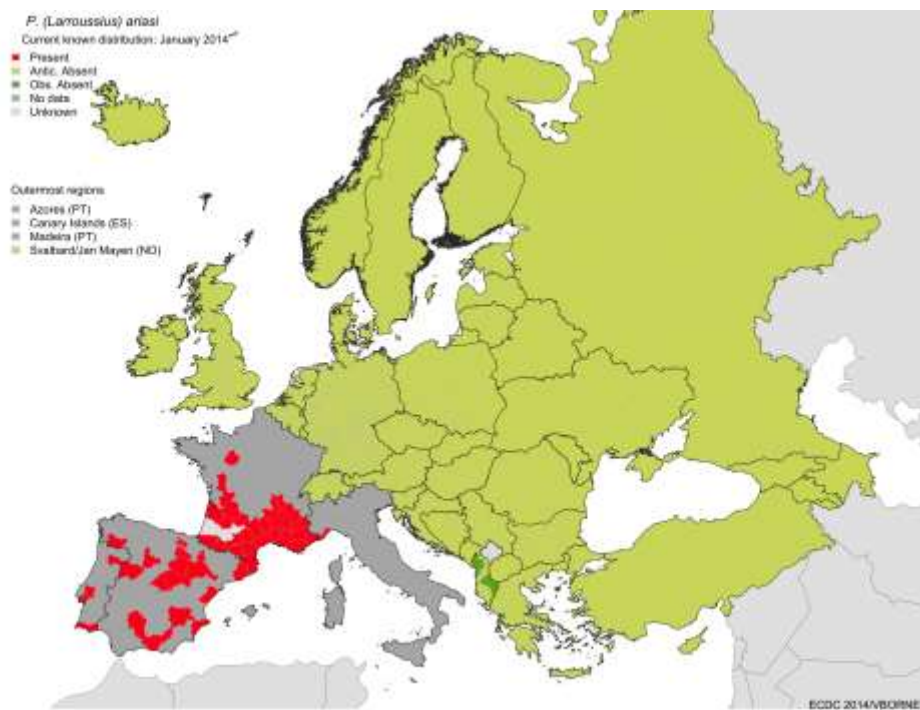 P. (Larroussius) ariasi
Current known distribution: January 2014
Present
Antic. Absent
Obs. Absent
No data
Unknown
Outermost regions
Azores (PT)
Canary Islands (ES)
Madeira (PT)
Svalbard/Jan Mayen (NO)
ECDC 2014/VBORNET